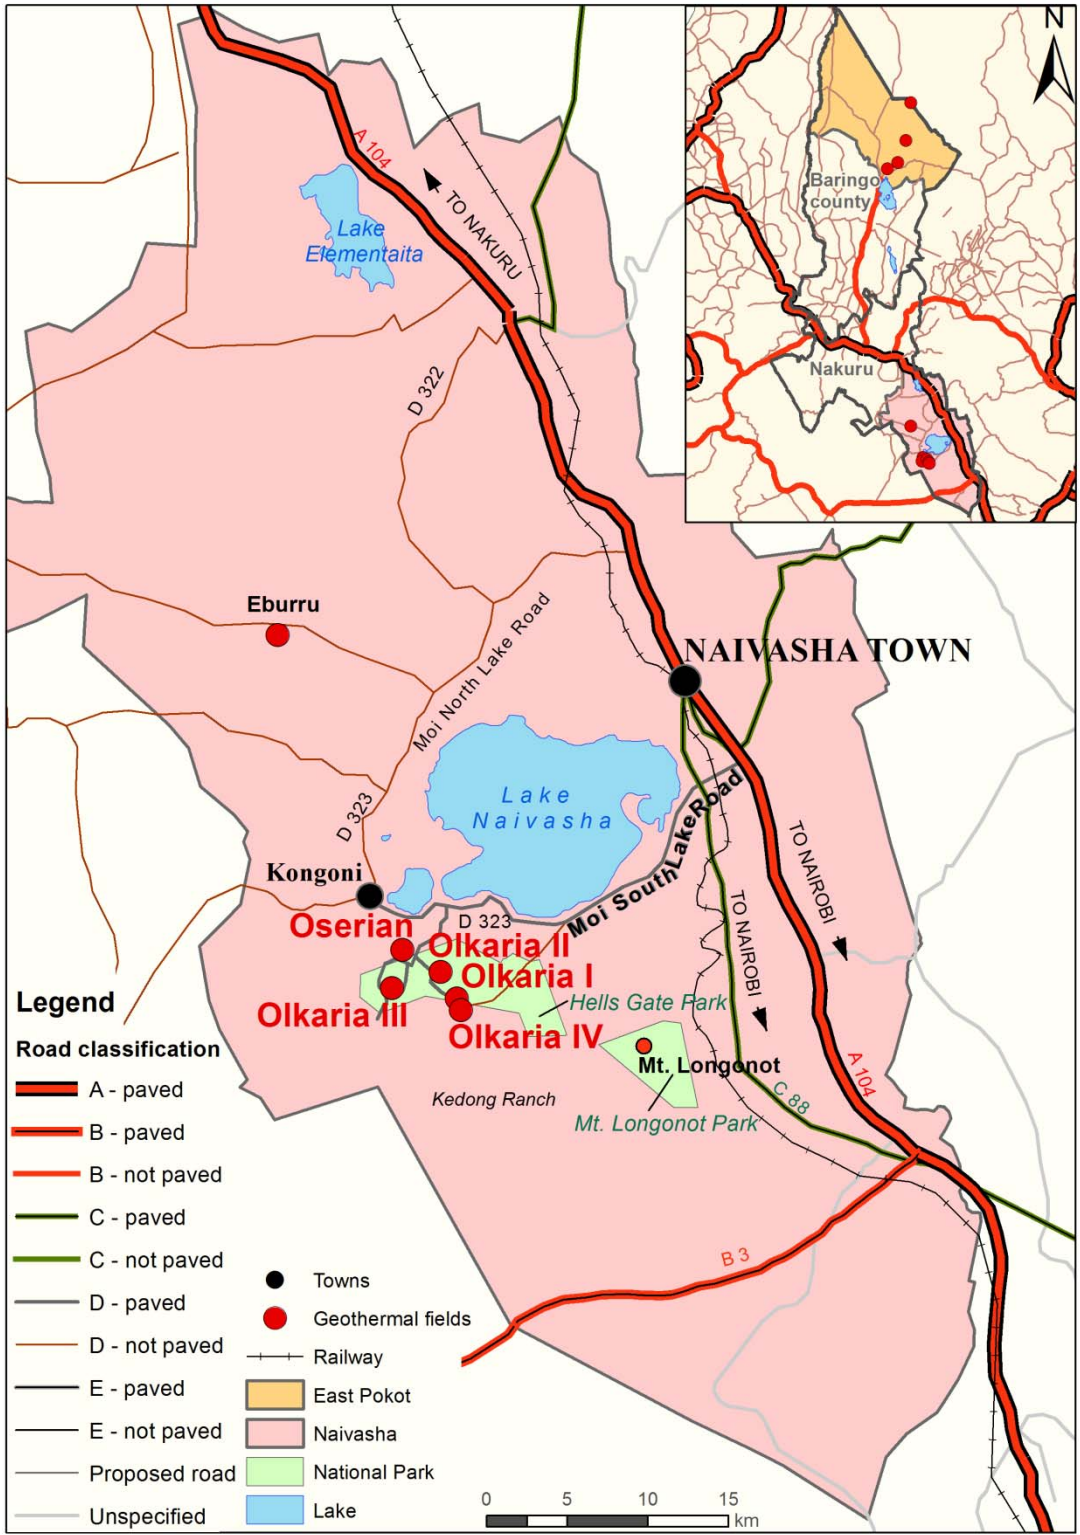 N
A 104
TO NAKURU
Lake
Elementaita
Baringo
county
Nakuru
D 322
Eburru
Moi North Lake Road
NAIVASHA TOWN
Lake
Naivasha
D 323
Moi South Lake Road
TO NAIROBI
TO NAIROBI
Kongoni
D 323
Oserian
Olkaria II
Olkaria I
Olkaria III
Olkaria IV
Hells Gate Park
Mt. Longonot
Kedong Ranch
Mt. Longonot Park
C 88
A 104
B 3
Legend
Road classification
A - paved
B - paved
B - not paved
C - paved
C - not paved
D - paved
D - not paved
E - paved
E - not paved
Proposed road
Unspecified
Towns
Geothermal fields
Railway
East Pokot
Naivasha
National Park
Lake
0 5 10 15
km